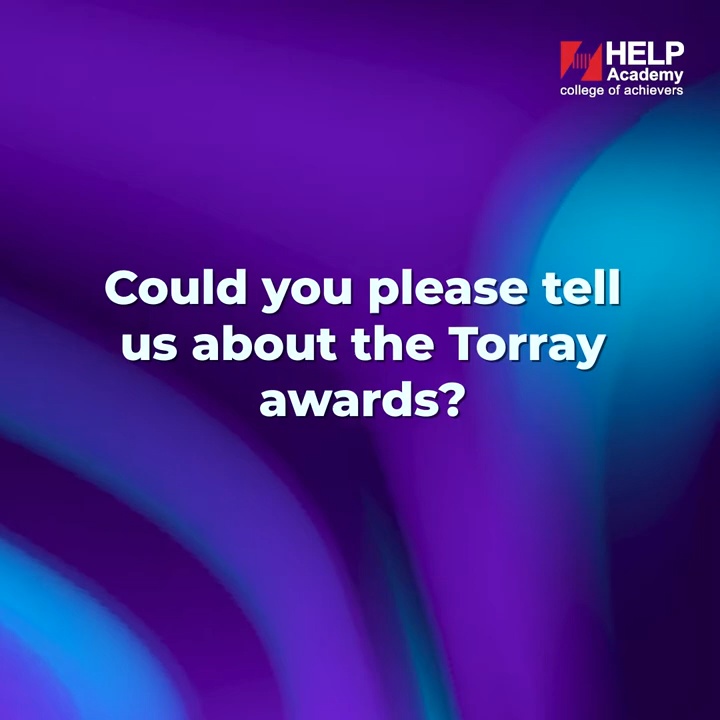 HELP
Academy
college of achievers
Could you please tell
us about the Torray
awards?